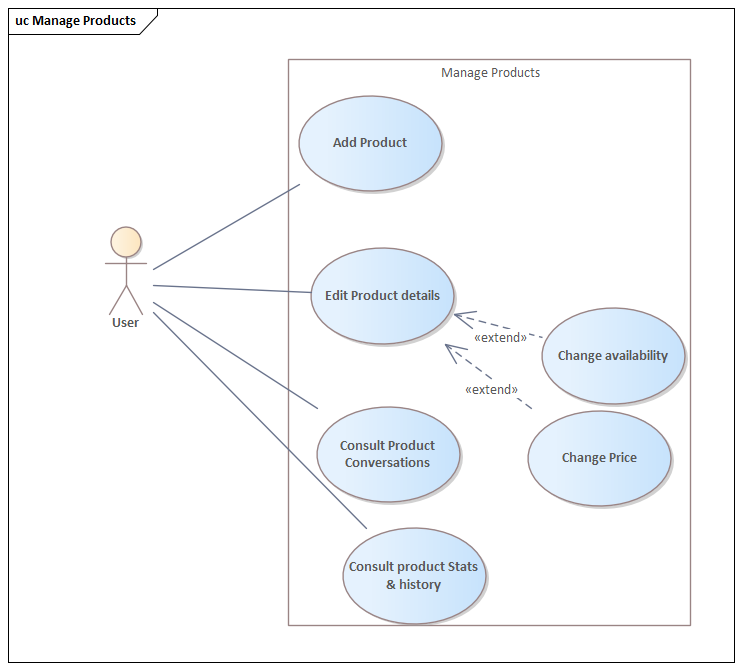 uc Manage Products
Manage Products
Add Product
User
Edit Product details
«extend»
Change availability
«extend»
Consult Product
Conversations
Change Price
Consult product Stats
& history